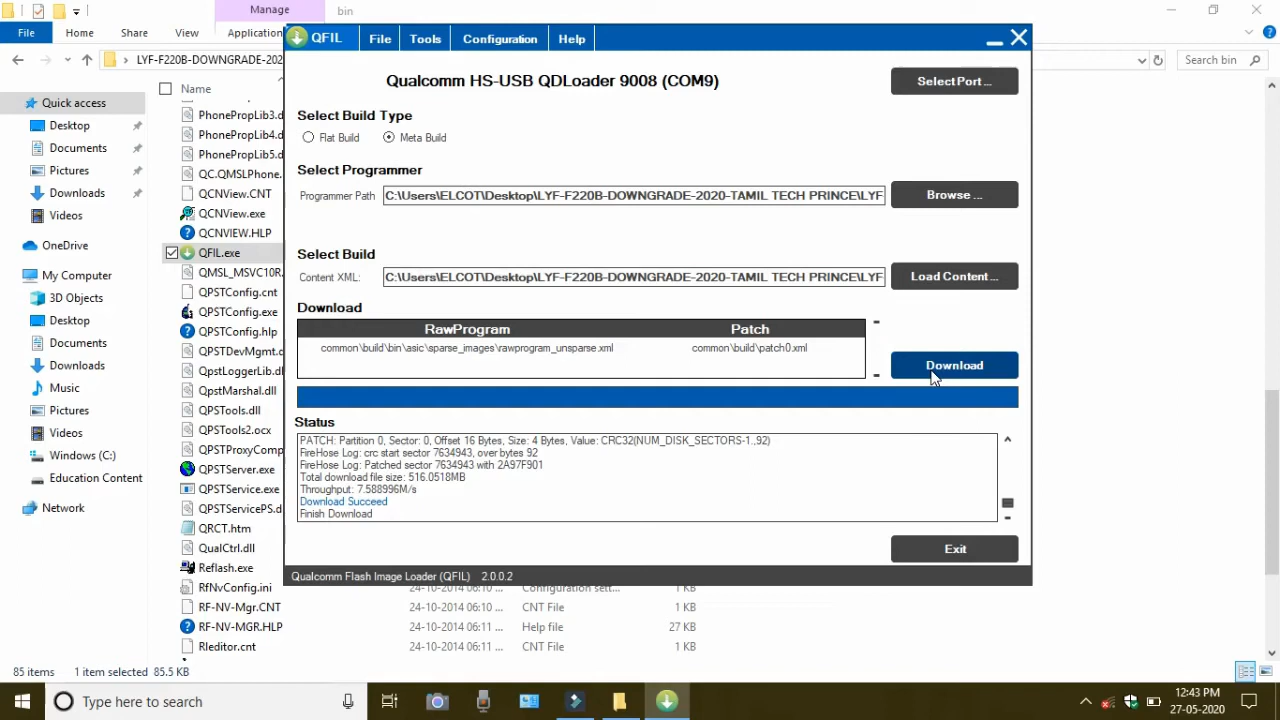 Manage
bin
File
Home
Share
View
Application
LYF-F220B-DOWNGRADE-202
Search bin
QFIL
File
Tools
Configuration
Help
Qualcomm HS-USB QDLoader 9008 (COM9)
Select Port ...
Select Build Type
Flat Build
Meta Build
Select Programmer
Programmer Path
C:\Users\ELCOT\Desktop\LYF-F220B-DOWNGRADE-2020-TAMIL TECH PRINCE\LYF
Browse ...
Select Build
Content XML:
C:\Users\ELCOT\Desktop\LYF-F220B-DOWNGRADE-2020-TAMIL TECH PRINCE\LYF
Load Content ...
Download
RawProgram
Patch
common\build\bin\asic\sparse_images\rawprogram_unsparse.xml
common\build\patch0.xml
Download
Status
PATCH: Partition 0, Sector: 0, Offset 16 Bytes, Size: 4 Bytes, Value: CRC32(NUM_DISK_SECTORS-1.,92)
FireHose Log: crc start sector 7634943, over bytes 92
FireHose Log: Patched sector 7634943 with 2A97F901
Total download file size: 516.0518MB
Throughput: 7.588996M/s
Download Succeed
Finish Download
Exit
Qualcomm Flash Image Loader (QFIL) 2.0.0.2
Quick access
Desktop
Documents
Pictures
Downloads
Videos
OneDrive
My Computer
3D Objects
Desktop
Documents
Downloads
Music
Pictures
Videos
Windows (C:)
Education Content
Network
Name
PhonePropLib3.d
PhonePropLib4.d
PhonePropLib5.d
QC.QMSLPhone.
QCNView.CNT
QCNView.exe
QCNVIEW.HLP
QFIL.exe
QMSL_MSVC10R.
QPSTConfig.cnt
QPSTConfig.exe
QPSTConfig.hlp
QPSTDevMgmt.d
QpstLoggerLib.d
QpstMarshal.dll
QPSTools.dll
QPSTools2.ocx
QPSTProxyComp
QPSTServer.exe
QPSTService.exe
QPSTServicePS.d
QRCT.htm
QualCtrl.dll
Reflash.exe
RfNvConfig.ini 24-10-2014 06:10 ... Configuration sett... 1 KB
RF-NV-Mgr.CNT 24-10-2014 06:10 ... CNT File 1 KB
RF-NV-MGR.HLP 24-10-2014 06:11 ... Help file 27 KB
RIeditor.cnt 24-10-2014 06:11 ... CNT File 1 KB
85 items 1 item selected 85.5 KB
Type here to search
12:43 PM
27-05-2020